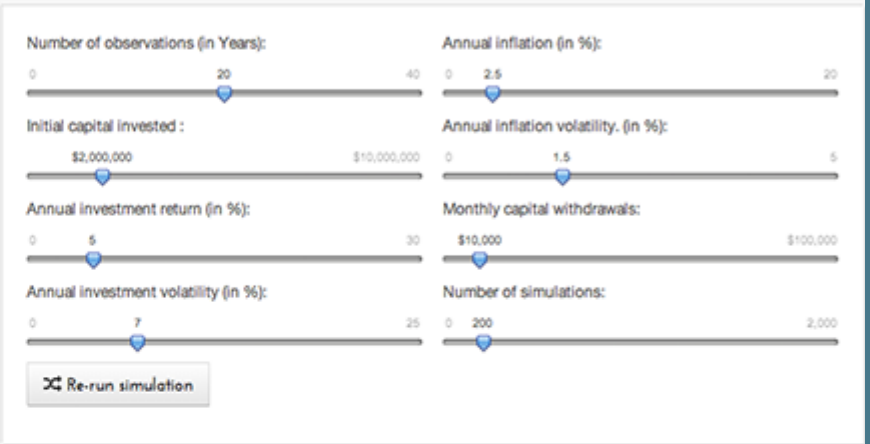 Number of observations (in Years):
0 20 40
Initial capital invested :
$2,000,000 $10,000,000
Annual investment return (in %):
0 5 30
Annual investment volatility (in %):
0 7 25
Re-run simulation
Annual inflation (in %):
0 2.5 20
Annual inflation volatility. (in %):
0 1.5 5
Monthly capital withdrawals:
$10,000 $100,000
Number of simulations:
0 200 2,000